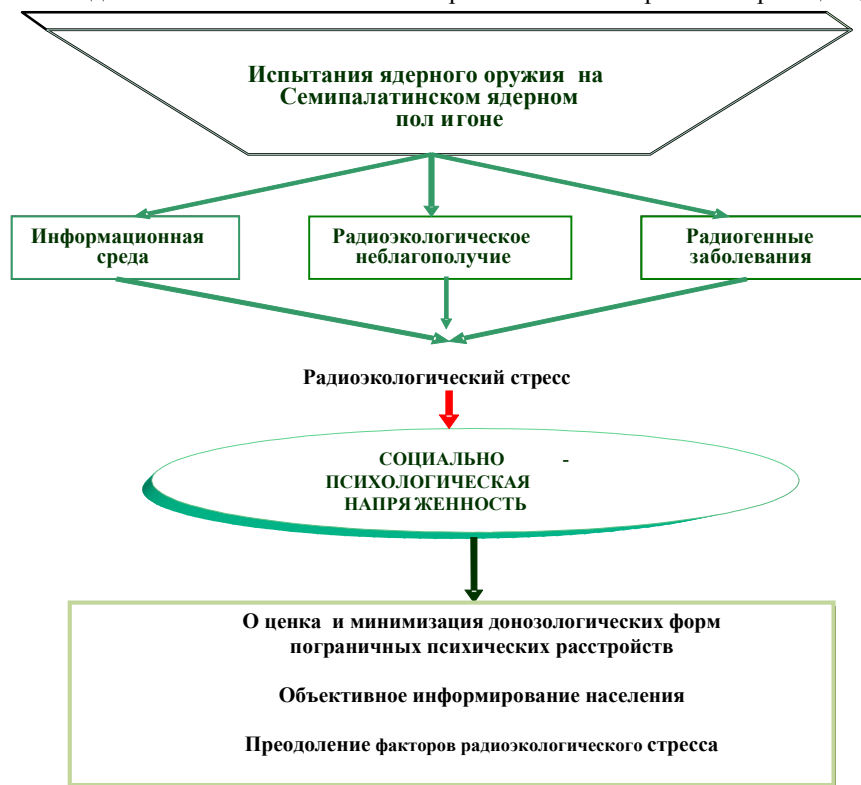 Испытания ядерного оружия на
Семипалатинском ядерном
пол игоне
Информационная
среда
Радиоэкологическое
неблагополучие
Радиогенные
заболевания
Радиоэкологический стресс
СОЦИАЛЬНО -
ПСИХОЛОГИЧЕСКАЯ
НАПРЯ ЖЕННОСТЬ
О ценка и минимизация донозологических форм
пограничных психических расстройств
Объективное информирование населения
Преодоление факторов радиоэкологического стресса